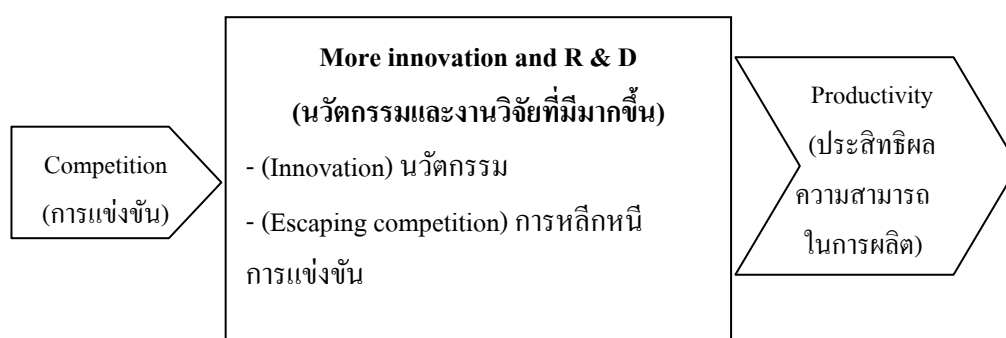 Competition
(การแข่งขัน)
More innovation and R & D
(นวัตกรรมและงานวิจัยที่มีมากขึ้น)
- (Innovation) นวัตกรรม
- (Escaping competition) การหลีกหนี
การแข่งขัน
Productivity
(ประสิทธิผล
ความสามารถ
ในการผลิต)